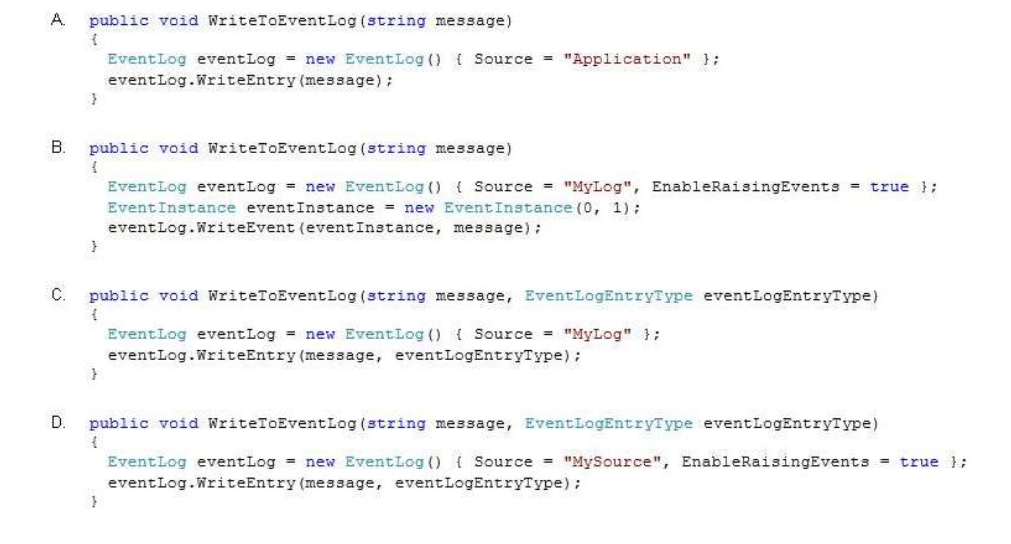 A. public void WriteToEventLog(string message)
{
EventLog eventLog = new EventLog() { Source = "Application" };
eventLog.WriteEntry(message);
}
B. public void WriteToEventLog(string message)
{
EventLog eventLog = new EventLog() { Source = "MyLog", EnableRaisingEvents = true };
EventInstance eventInstance = new EventInstance(0, 1);
eventLog.WriteEvent(eventInstance, message);
}
C. public void WriteToEventLog(string message, EventLogEntryType eventLogEntryType)
{
EventLog eventLog = new EventLog() { Source = "MyLog" };
eventLog.WriteEntry(message, eventLogEntryType);
}
D. public void WriteToEventLog(string message, EventLogEntryType eventLogEntryType)
{
EventLog eventLog = new EventLog() { Source = "MySource", EnableRaisingEvents = true };
eventLog.WriteEntry(message, eventLogEntryType);
}